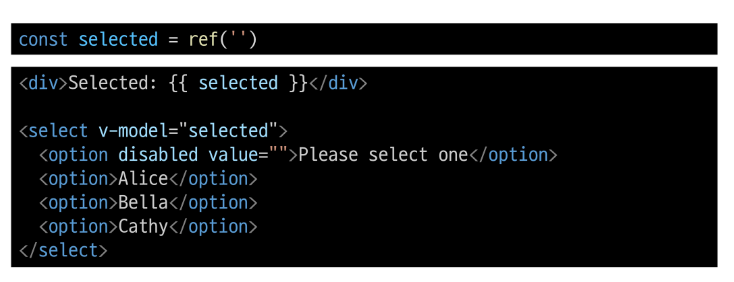 const selected = ref('')
<div>Selected: {{ selected }}</div>
<select v-model="selected">
  <option disabled value="">Please select one</option>
  <option>Alice</option>
  <option>Bella</option>
  <option>Cathy</option>
</select>